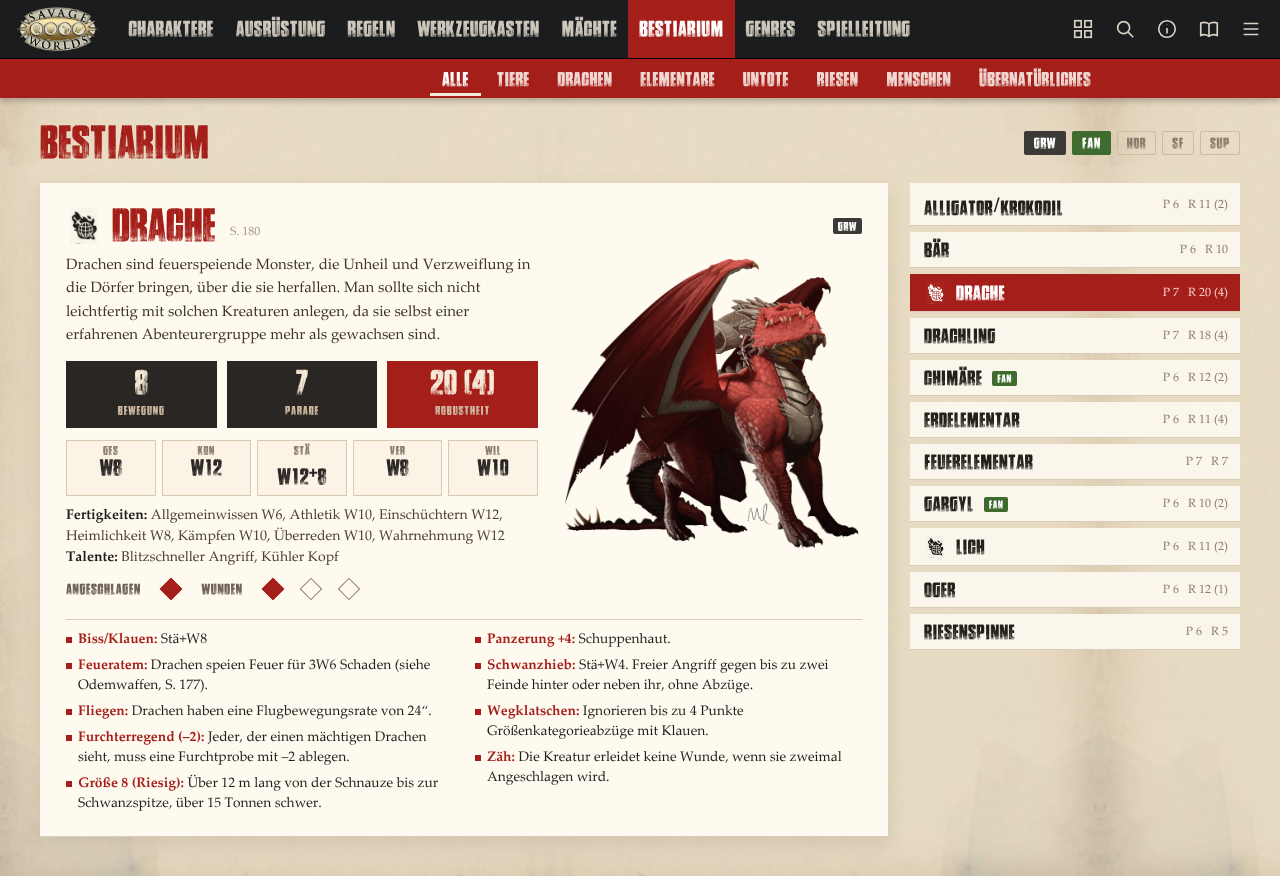 SAVAGE WORLDS
CHARAKTERE AUSRÜSTUNG REGELN WERKZEUGKASTEN MÄCHTE BESTIARIUM GENRES SPIELLEITUNG
ALLE TIERE DRACHEN ELEMENTARE UNTOTE RIESEN MENSCHEN ÜBERNATÜRLICHES
BESTIARIUM
GRW FAN HOR SF SUP
DRACHE S. 180 GRW
Drachen sind feuerspeiende Monster, die Unheil und Verzweiflung in
die Dörfer bringen, über die sie herfallen. Man sollte sich nicht
leichtfertig mit solchen Kreaturen anlegen, da sie selbst einer
erfahrenen Abenteurergruppe mehr als gewachsen sind.
8 7 20 (4)
BEWEGUNG PARADE ROBUSTHEIT
GES KON STÄ VER WIL
W8 W12 W12+8 W8 W10
Fertigkeiten: Allgemeinwissen W6, Athletik W10, Einschüchtern W12,
Heimlichkeit W8, Kämpfen W10, Überreden W10, Wahrnehmung W12
Talente: Blitzschneller Angriff, Kühler Kopf
ANGESCHLAGEN WUNDEN
Biss/Klauen: Stä+W8
Feueratem: Drachen speien Feuer für 3W6 Schaden (siehe
Odemwaffen, S. 177).
Fliegen: Drachen haben eine Flugbewegungsrate von 24“.
Furchterregend (–2): Jeder, der einen mächtigen Drachen
sieht, muss eine Furchtprobe mit –2 ablegen.
Größe 8 (Riesig): Über 12 m lang von der Schnauze bis zur
Schwanzspitze, über 15 Tonnen schwer.
Panzerung +4: Schuppenhaut.
Schwanzhieb: Stä+W4. Freier Angriff gegen bis zu zwei
Feinde hinter oder neben ihr, ohne Abzüge.
Wegklatschen: Ignorieren bis zu 4 Punkte
Größenkategorieabzüge mit Klauen.
Zäh: Die Kreatur erleidet keine Wunde, wenn sie zweimal
Angeschlagen wird.
ALLIGATOR/KROKODIL P 6 R 11 (2)
BÄR P 6 R 10
DRACHE P 7 R 20 (4)
DRACHLING P 7 R 18 (4)
CHIMÄRE FAN P 6 R 12 (2)
ERDELEMENTAR P 6 R 11 (4)
FEUERELEMENTAR P 7 R 7
GARGYL FAN P 6 R 10 (2)
LICH P 6 R 11 (2)
OGER P 6 R 12 (1)
RIESENSPINNE P 6 R 5